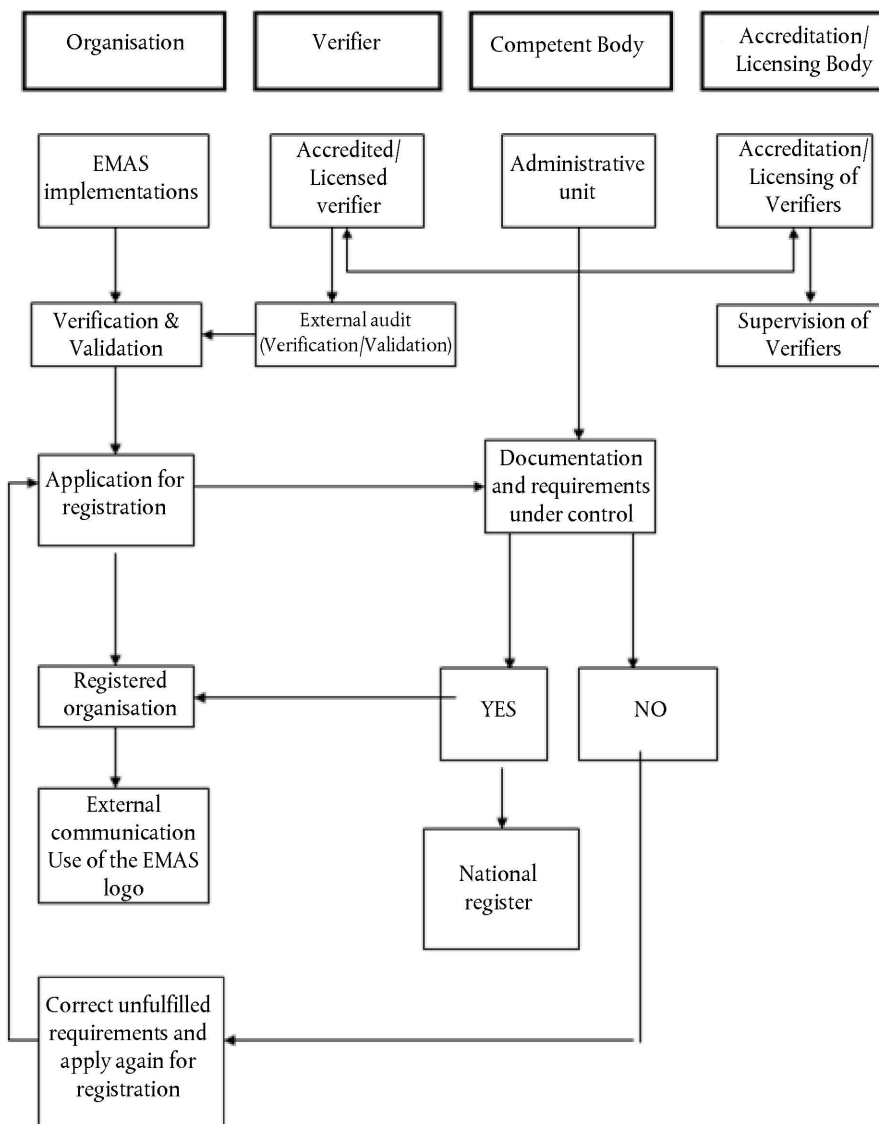 Organisation
Verifier
Competent Body
Accreditation/
Licensing Body
EMAS
implementations
Accredited/
Licensed
verifier
Administrative
unit
Accreditation/
Licensing of
Verifiers
Verification &
Validation
External audit
(Verification/Validation)
Supervision of
Verifiers
Application for
registration
Documentation
and requirements
under control
Registered
organisation
YES
NO
External
communication
Use of the EMAS
logo
National
register
Correct unfulfilled
requirements and
apply again for
registration